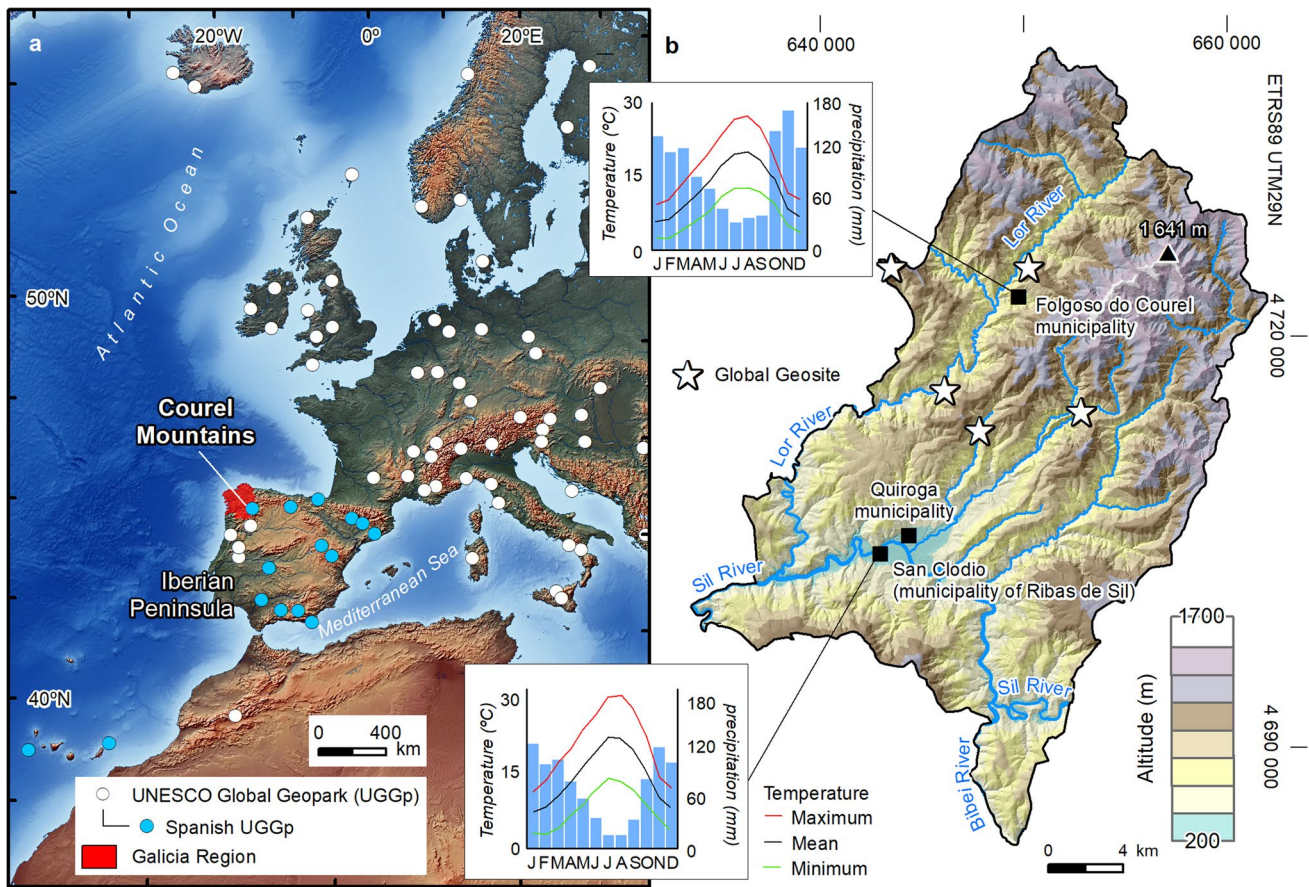 a
20ºW
0º
20ºE
50ºN
40ºN
Atlantic Ocean
Courel
Mountains
Iberian
Peninsula
Mediterranean Sea
0 400
km
UNESCO Global Geopark (UGGp)
Spanish UGGp
Galicia Region
30
15
0
Temperature (ºC)
180
120
60
0
precipitation (mm)
J F M A M J J A S O N D
30
15
0
Temperature (ºC)
180
120
60
0
precipitation (mm)
J F M A M J J A S O N D
Temperature
Maximum
Mean
Minimum
b
640 000
660 000
ETRS89 UTM29N
4 720 000
4 690 000
Lor River
1 641 m
Folgoso do Courel
municipality
Global Geosite
Lor River
Quiroga
municipality
Sil River
San Clodio
(municipality of Ribas de Sil)
Sil River
Bibei River
Altitude (m)
1700
200
0 4 km